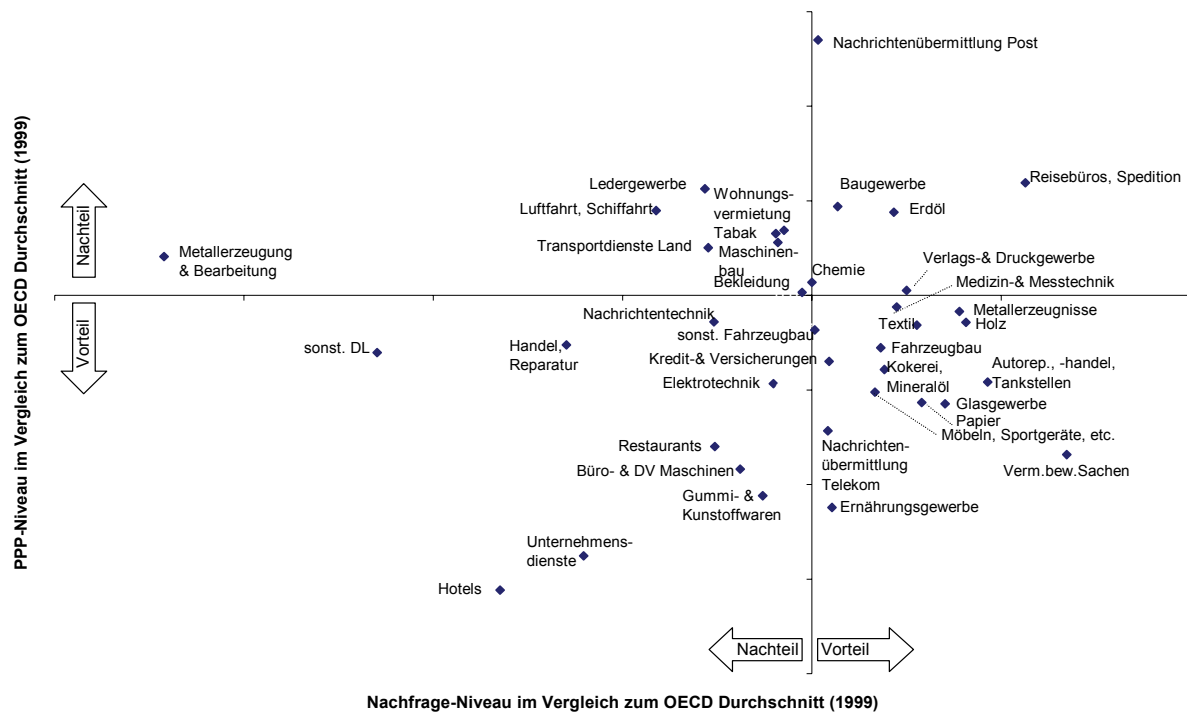 PPP-Niveau im Vergleich zum OECD Durchschnitt (1999)
Nachteil
Vorteil
Nachrichtenübermittlung Post
Reisebüros, Spedition
Ledergewerbe
Luftfahrt, Schiffahrt
Wohnungs-
vermietung
Tabak
Baugewerbe
Erdöl
Transportdienste Land
Maschinen-
bau
Metallerzeugung
& Bearbeitung
Bekleidung
Chemie
Verlags-& Druckgewerbe
Medizin-& Messtechnik
Nachrichtentechnik
sonst. Fahrzeugbau
Textil
Metallerzeugnisse
Holz
sonst. DL
Handel,
Reparatur
Kredit-& Versicherungen
Fahrzeugbau
Kokerei,
Mineralöl
Autorep., -handel,
Tankstellen
Elektrotechnik
Glasgewerbe
Papier
Möbeln, Sportgeräte, etc.
Restaurants
Büro- & DV Maschinen
Nachrichten-
übermittlung
Telekom
Verm.bew.Sachen
Gummi- &
Kunstoffwaren
Ernährungsgewerbe
Unternehmens-
dienste
Hotels
Nachteil
Vorteil
Nachfrage-Niveau im Vergleich zum OECD Durchschnitt (1999)